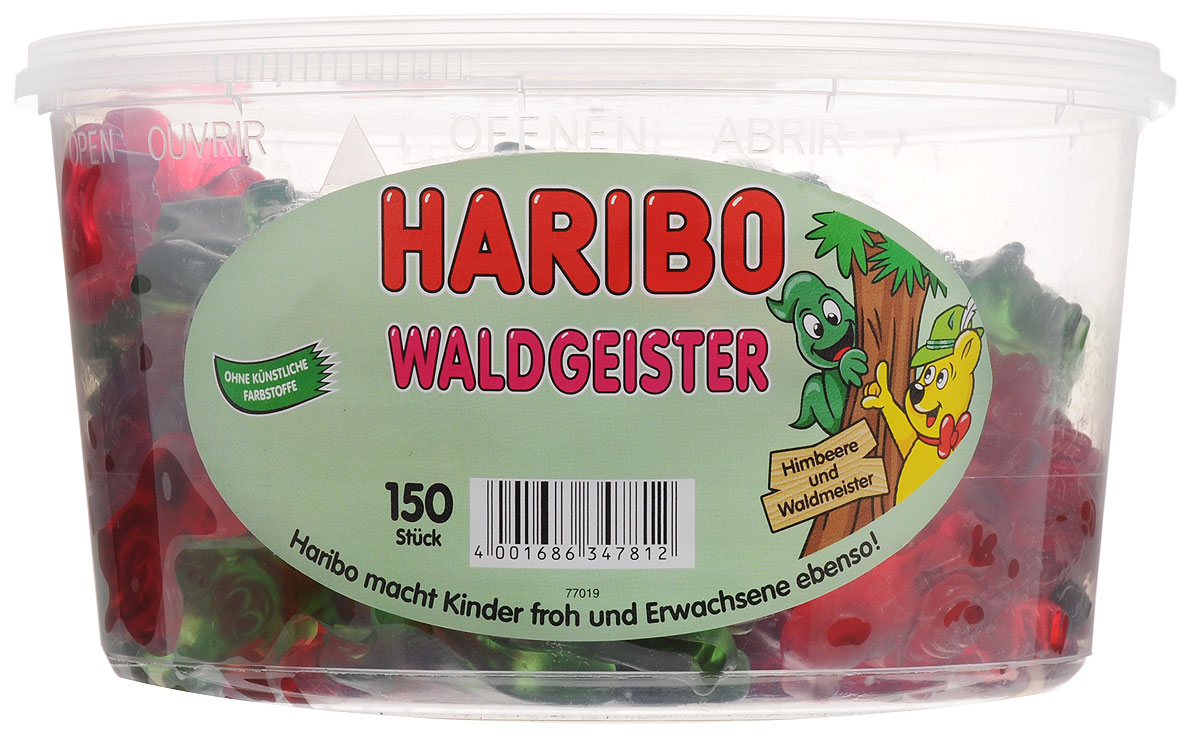 OPEN OUVRIR ÖFFNEN ABRIR
HARIBO
WALDGEISTER
OHNE KÜNSTLICHE
FARBSTOFFE
Himbeere
und
Waldmeister
150
Stück
4 001686 347812
77019
Haribo macht Kinder froh und Erwachsene ebenso!